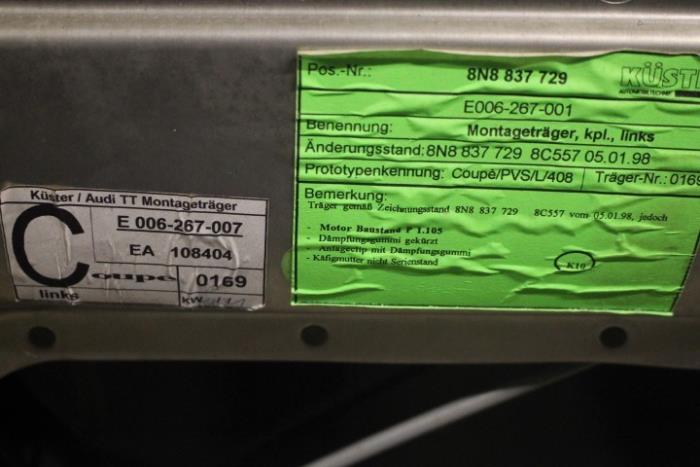 Küster / Audi TT Montageträger
C
E 006-267-007
EA 108404
Coupe 0169
links kW
Pos.-Nr.: 8N8 837 729 KÜST
E006-267-001
Benennung: Montageträger, kpl., links
Änderungsstand: 8N8 837 729 8C557 05.01.98
Prototypenkennung: Coupè/PVS/L/408 Träger-Nr.: 0169
Bemerkung:
Träger gemäß Zeichnungsstand 8N8 837 729 8C557 vom 05.01.98, jedoch
- Motor Baustand P 1.105
- Dämpfungsgummi gekürzt
- Anlageclip mit Dämpfungsgummi
- Käfigmutter nicht Serienstand
K10